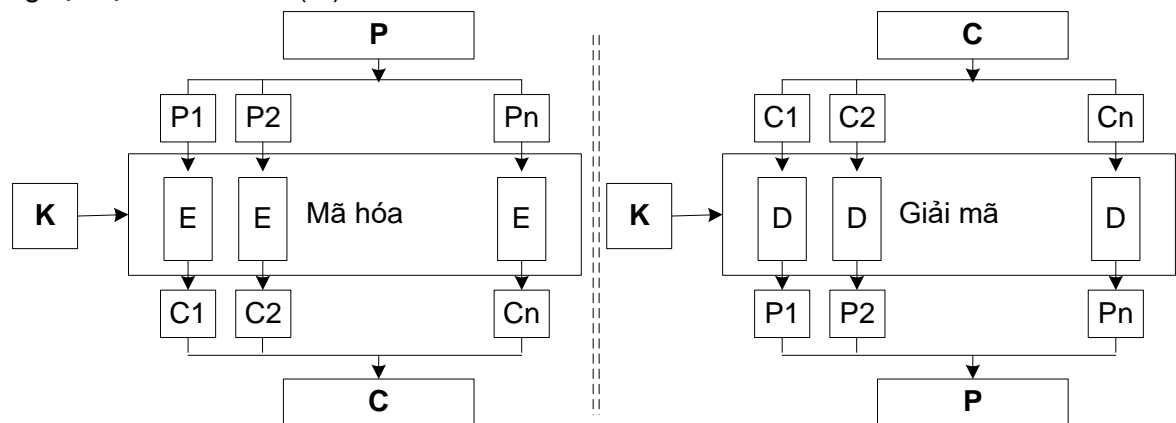 P
C
P1 P2 Pn
C1 C2 Cn
K
E E Mã hóa E
K
D D Giải mã D
C1 C2 Cn
P1 P2 Pn
C
P